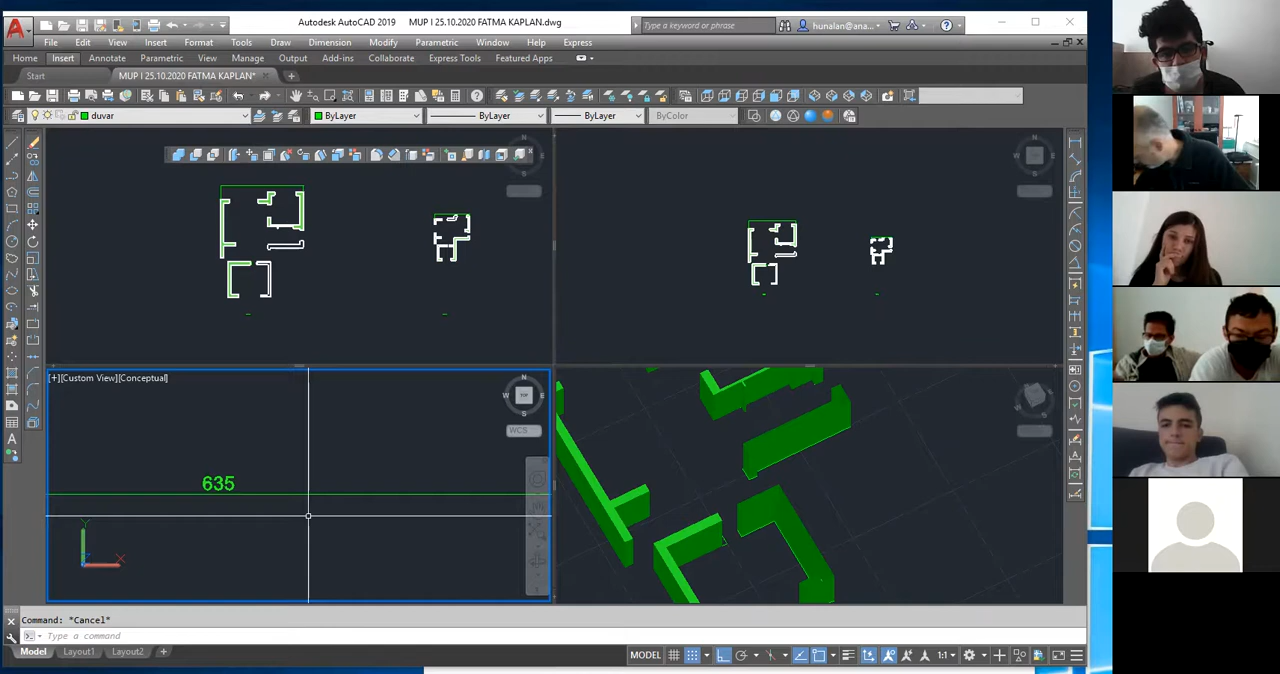 Autodesk AutoCAD 2019 MUP I 25.10.2020 FATMA KAPLAN.dwg
Type a keyword or phrase
hunalan@ana...
File Edit View Insert Format Tools Draw Dimension Modify Parametric Window Help Express
Home Insert Annotate Parametric View Manage Output Add-ins Collaborate Express Tools Featured Apps
Start MUP I 25.10.2020 FATMA KAPLAN*
duvar ByLayer ByLayer ByLayer ByColor
N
W
E
S
N
W
E
S
[+][Custom View][Conceptual]
N
W TOP E
S
WCS
635
Y
X
Command: *Cancel*
Type a command
Model Layout1 Layout2
MODEL 1:1